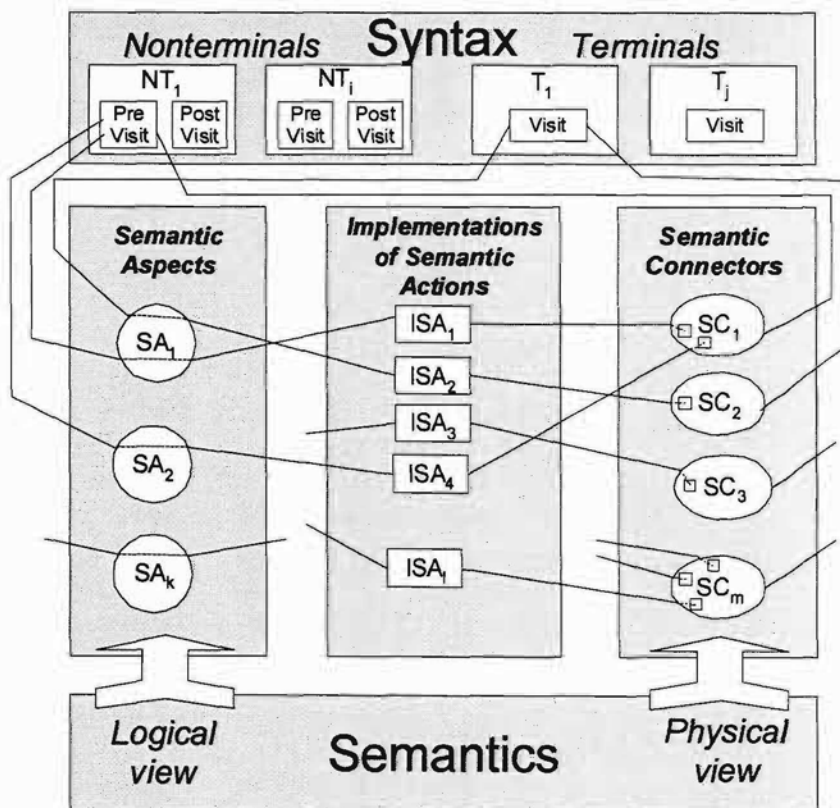 Nonterminals Syntax Terminals
NT1 NTi T1 Tj
Pre Visit
Post Visit
Pre Visit
Post Visit
Visit
Visit
Semantic
Aspects
Implementations
of Semantic
Actions
Semantic
Connectors
SA1
SA2
SAk
ISA1
ISA2
ISA3
ISA4
ISAl
SC1
SC2
SC3
SCm
Logical
view
Semantics
Physical
view